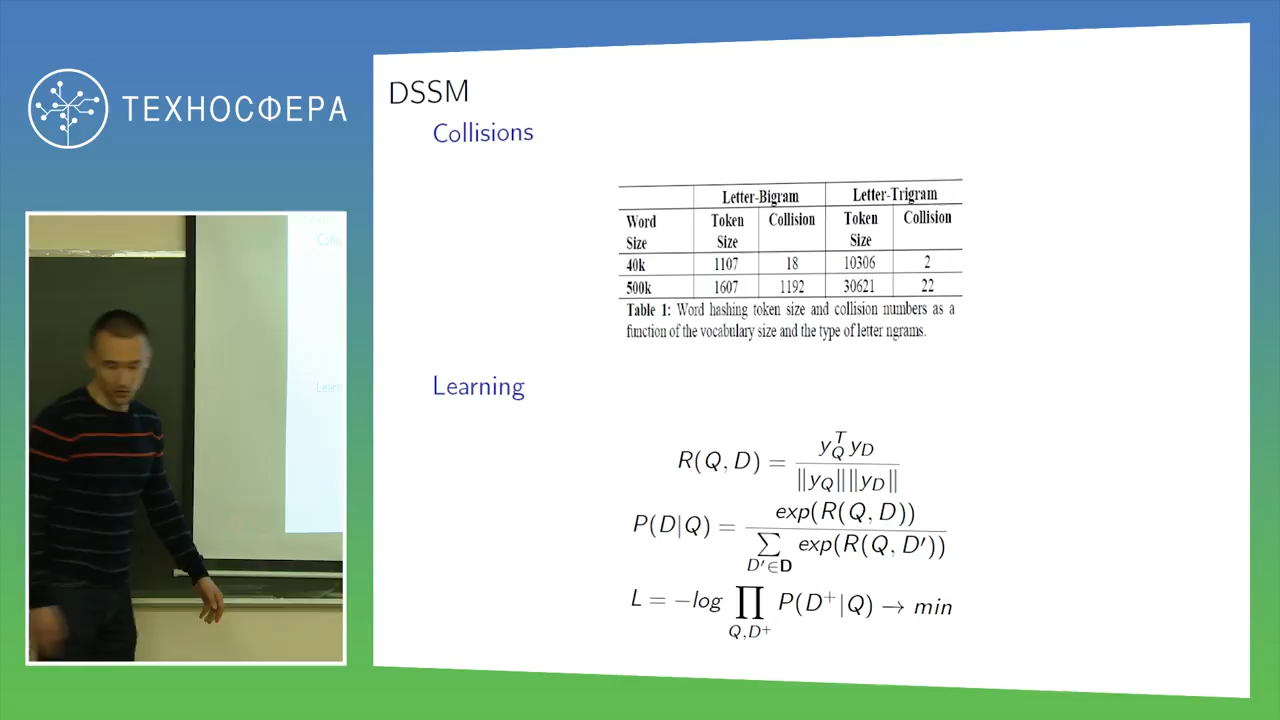 ТЕХНОСФЕРА
DSSM
Collisions
Letter-Bigram Letter-Trigram
Word Size Token Size Collision Token Size Collision
40k 1107 18 10306 2
500k 1607 1192 30621 22
Table 1: Word hashing token size and collision numbers as a
function of the vocabulary size and the type of letter ngrams.
Learning
R(Q, D) = y_Q^T y_D / ‖y_Q‖‖y_D‖
P(D|Q) = exp(R(Q, D)) / ∑_{D′∈D} exp(R(Q, D′))
L = −log ∏_{Q,D⁺} P(D⁺|Q) → min